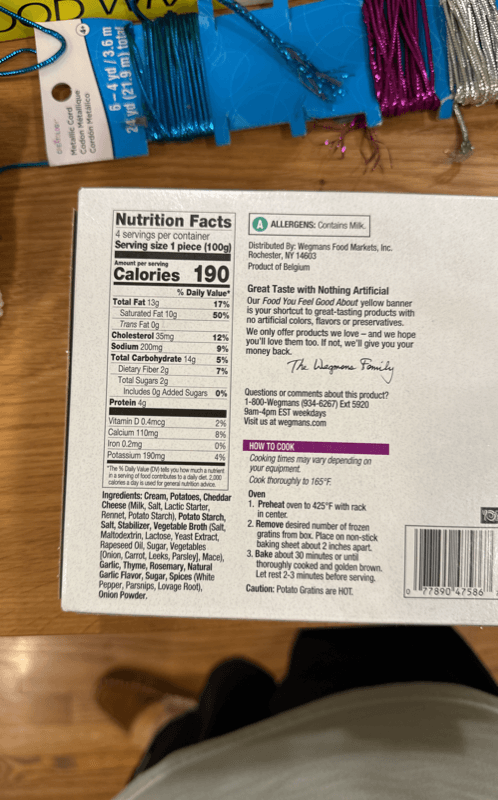 OOD
6 – 4 yd / 3.6 m
24 yd (21.9 m) total
Metallic Cord
Cordon Métallique
Cordón Metálico
Nutrition Facts
4 servings per container
Serving size 1 piece (100g)
Amount per serving
Calories 190
% Daily Value*
Total Fat 13g 17%
Saturated Fat 10g 50%
Trans Fat 0g
Cholesterol 35mg 12%
Sodium 200mg 9%
Total Carbohydrate 14g 5%
Dietary Fiber 2g 7%
Total Sugars 2g
Includes 0g Added Sugars 0%
Protein 4g
Vitamin D 0.4mcg 2%
Calcium 110mg 8%
Iron 0.2mg 0%
Potassium 190mg 4%
*The % Daily Value (DV) tells you how much a nutrient
in a serving of food contributes to a daily diet. 2,000
calories a day is used for general nutrition advice.
Ingredients: Cream, Potatoes, Cheddar
Cheese (Milk, Salt, Lactic Starter,
Rennet, Potato Starch), Potato Starch,
Salt, Stabilizer, Vegetable Broth (Salt,
Maltodextrin, Lactose, Yeast Extract,
Rapeseed Oil, Sugar, Vegetables
(Onion, Carrot, Leeks, Parsley), Mace),
Garlic, Thyme, Rosemary, Natural
Garlic Flavor, Sugar, Spices (White
Pepper, Parsnips, Lovage Root),
Onion Powder.
A ALLERGENS: Contains Milk.
Distributed By: Wegmans Food Markets, Inc.
Rochester, NY 14603
Product of Belgium
Great Taste with Nothing Artificial
Our Food You Feel Good About yellow banner
is your shortcut to great-tasting products with
no artificial colors, flavors or preservatives.
We only offer products we love – and we hope
you'll love them too. If not, we'll give you your
money back.
The Wegmans Family
Questions or comments about this product?
1-800-Wegmans (934-6267) Ext 5920
9am-4pm EST weekdays
Visit us at wegmans.com
HOW TO COOK
Cooking times may vary depending on
your equipment.
Cook thoroughly to 165°F.
Oven
1. Preheat oven to 425°F with rack
in center.
2. Remove desired number of frozen
gratins from box. Place on non-stick
baking sheet about 2 inches apart.
3. Bake about 30 minutes or until
thoroughly cooked and golden brown.
Let rest 2-3 minutes before serving.
Caution: Potato Gratins are HOT.
0 77890 47586